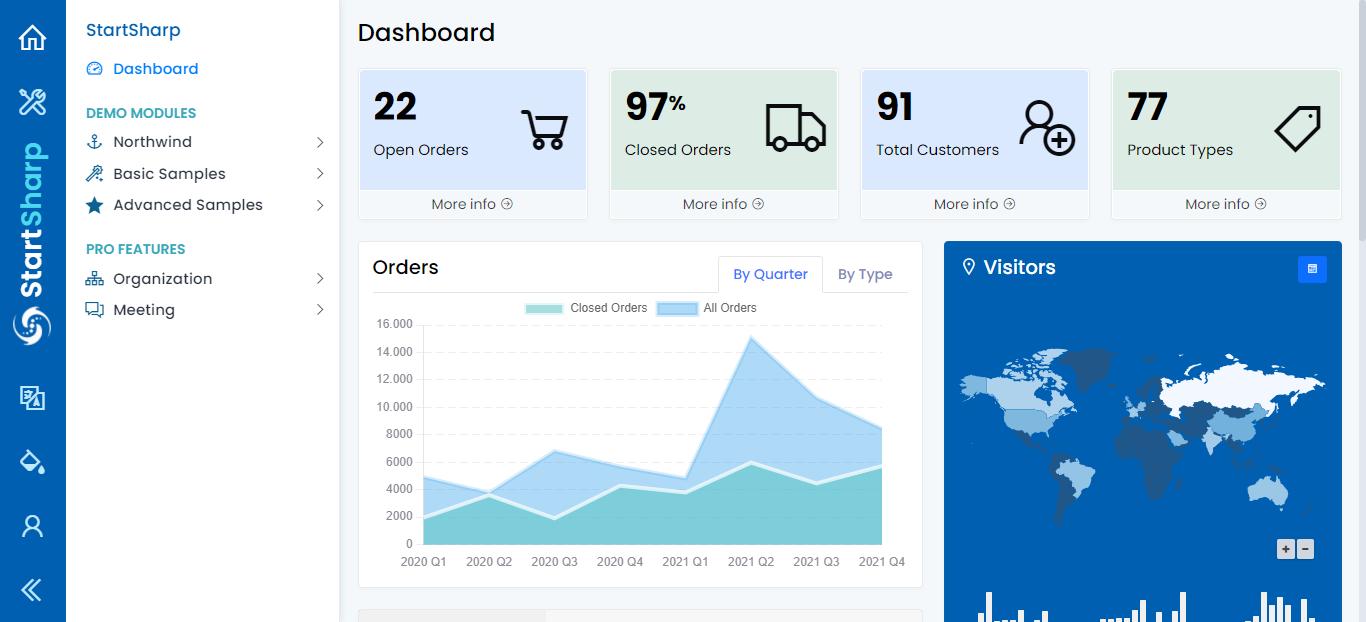 StartSharp
StartSharp
Dashboard
DEMO MODULES
Northwind
Basic Samples
Advanced Samples
PRO FEATURES
Organization
Meeting
Dashboard
22
Open Orders
More info
97%
Closed Orders
More info
91
Total Customers
More info
77
Product Types
More info
Orders
By Quarter
By Type
Closed Orders
All Orders
16.000
14.000
12.000
10.000
8000
6000
4000
2000
0
2020 Q1
2020 Q2
2020 Q3
2020 Q4
2021 Q1
2021 Q2
2021 Q3
2021 Q4
Visitors
+
−